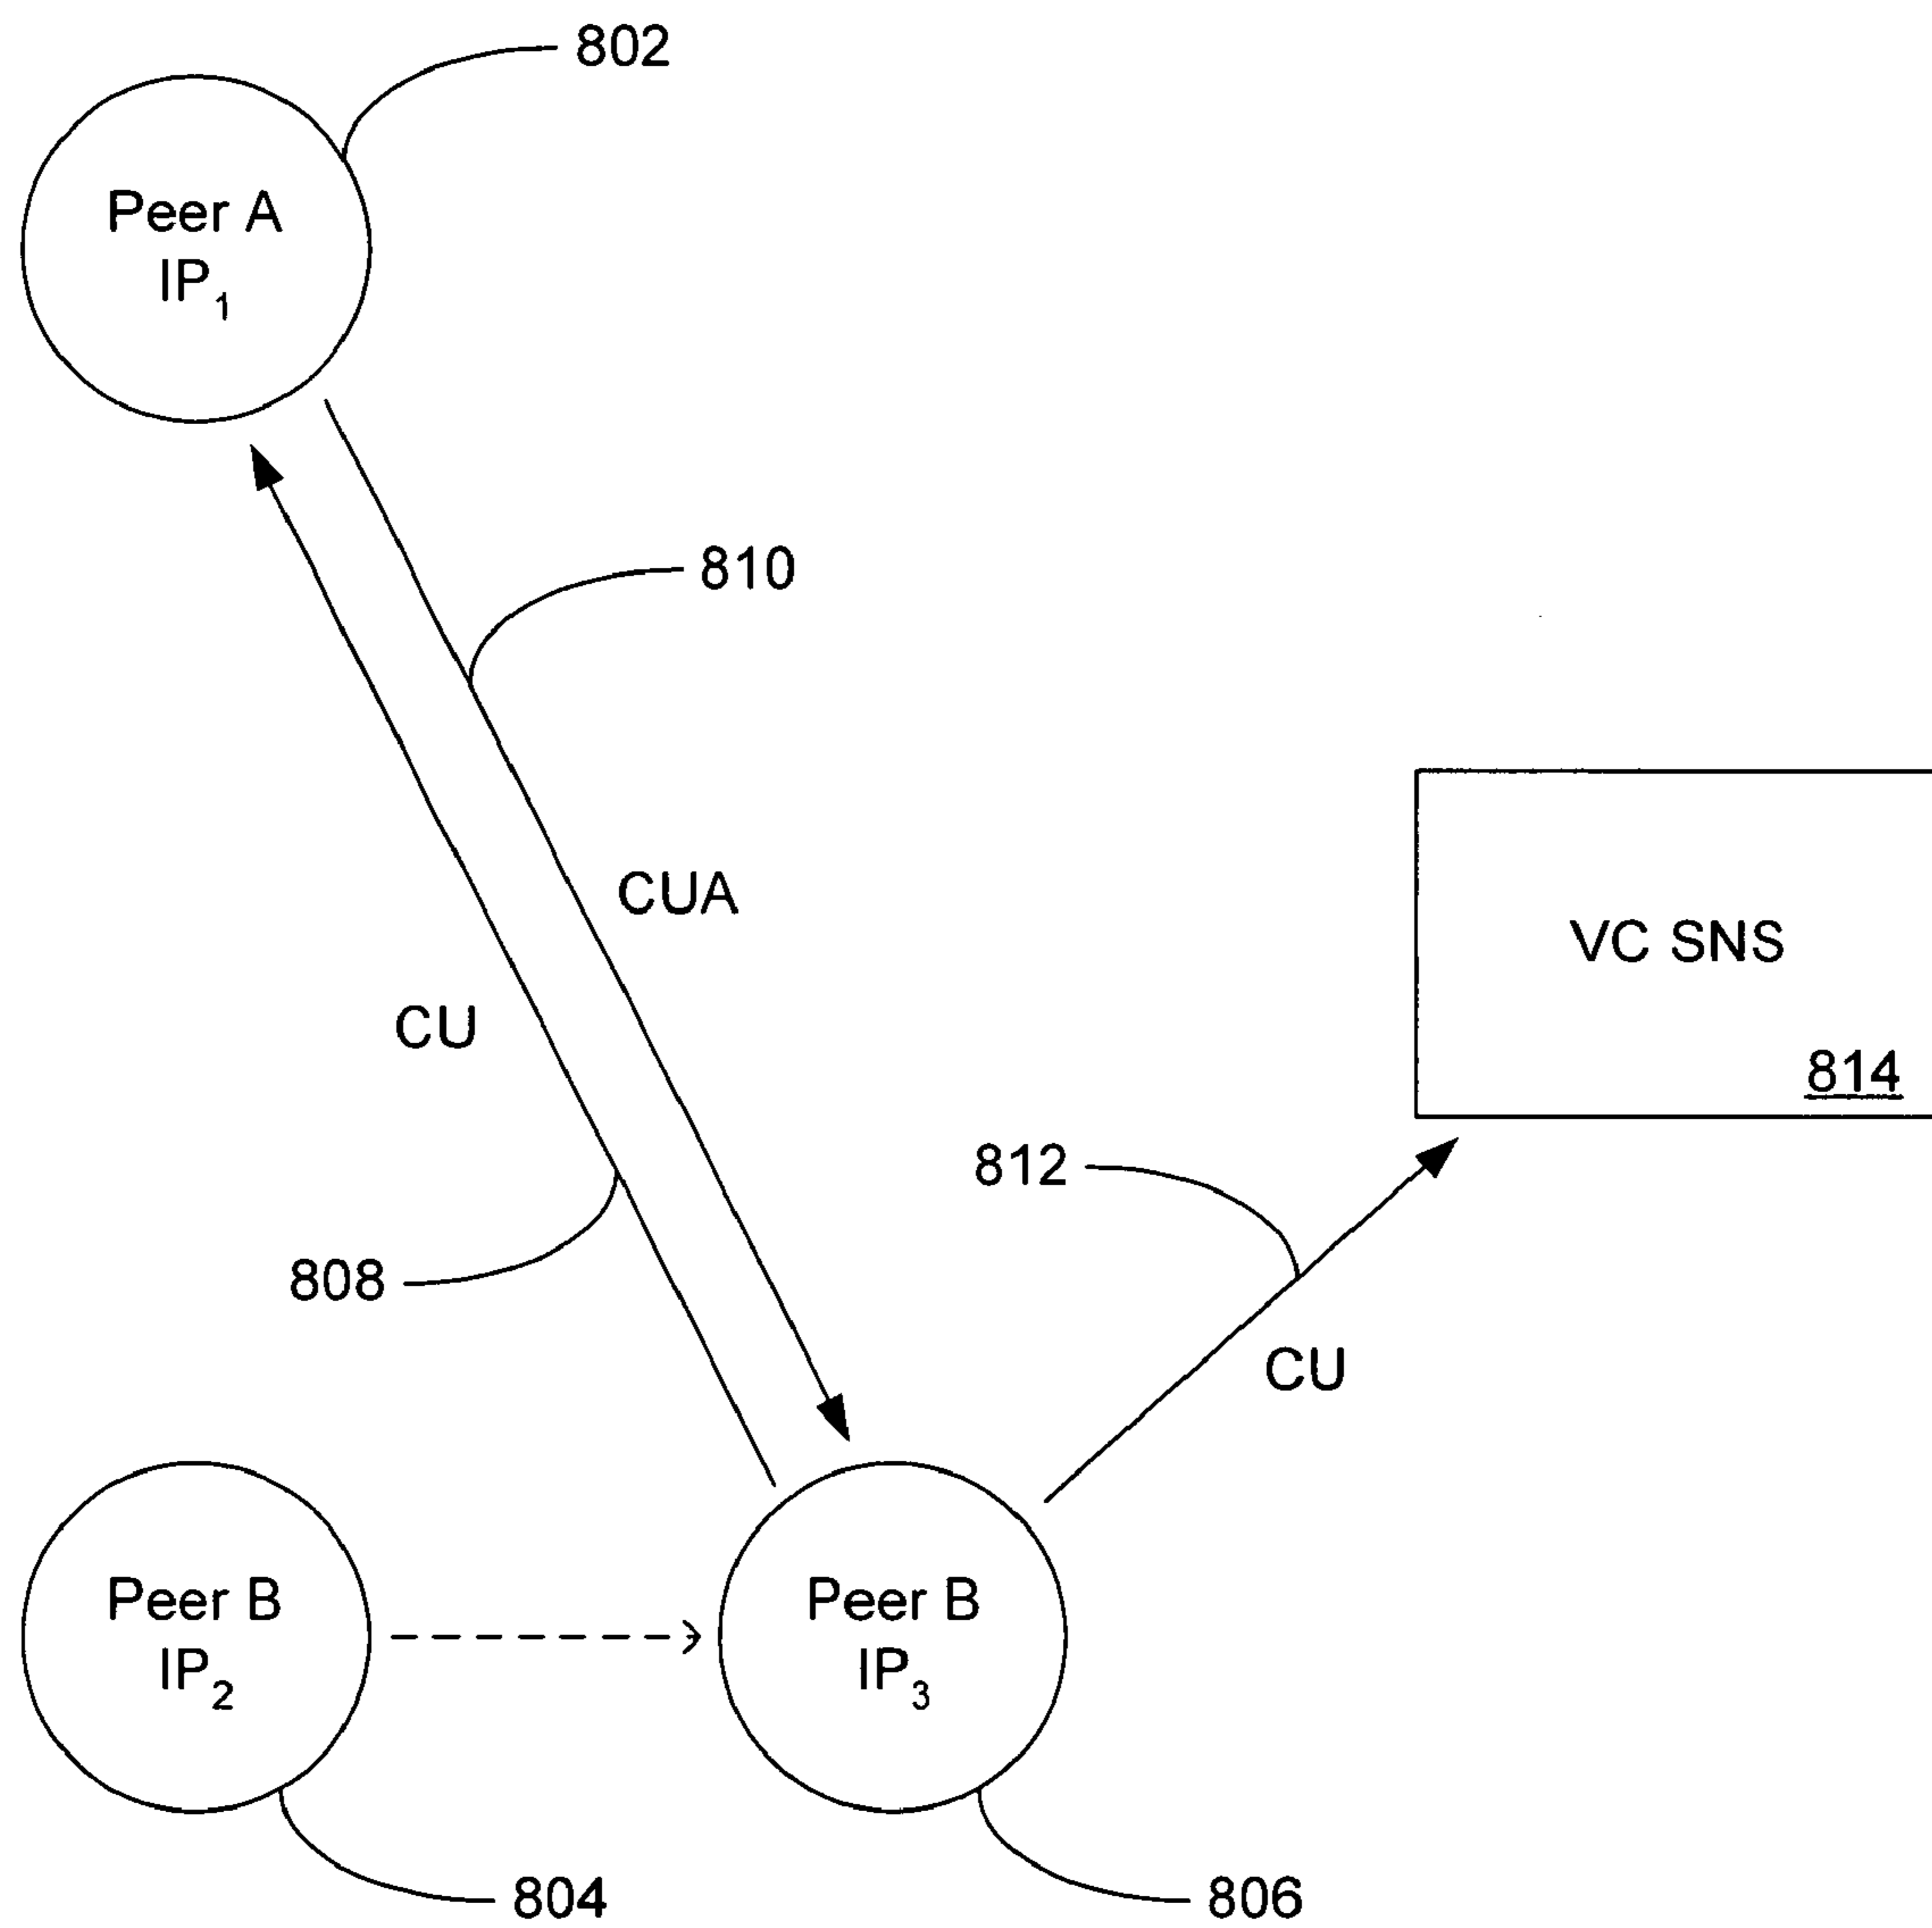 802
Peer A
IP₁
810
CUA
CU
VC SNS
814
812
808
CU
Peer B
IP₂
Peer B
IP₃
804
806